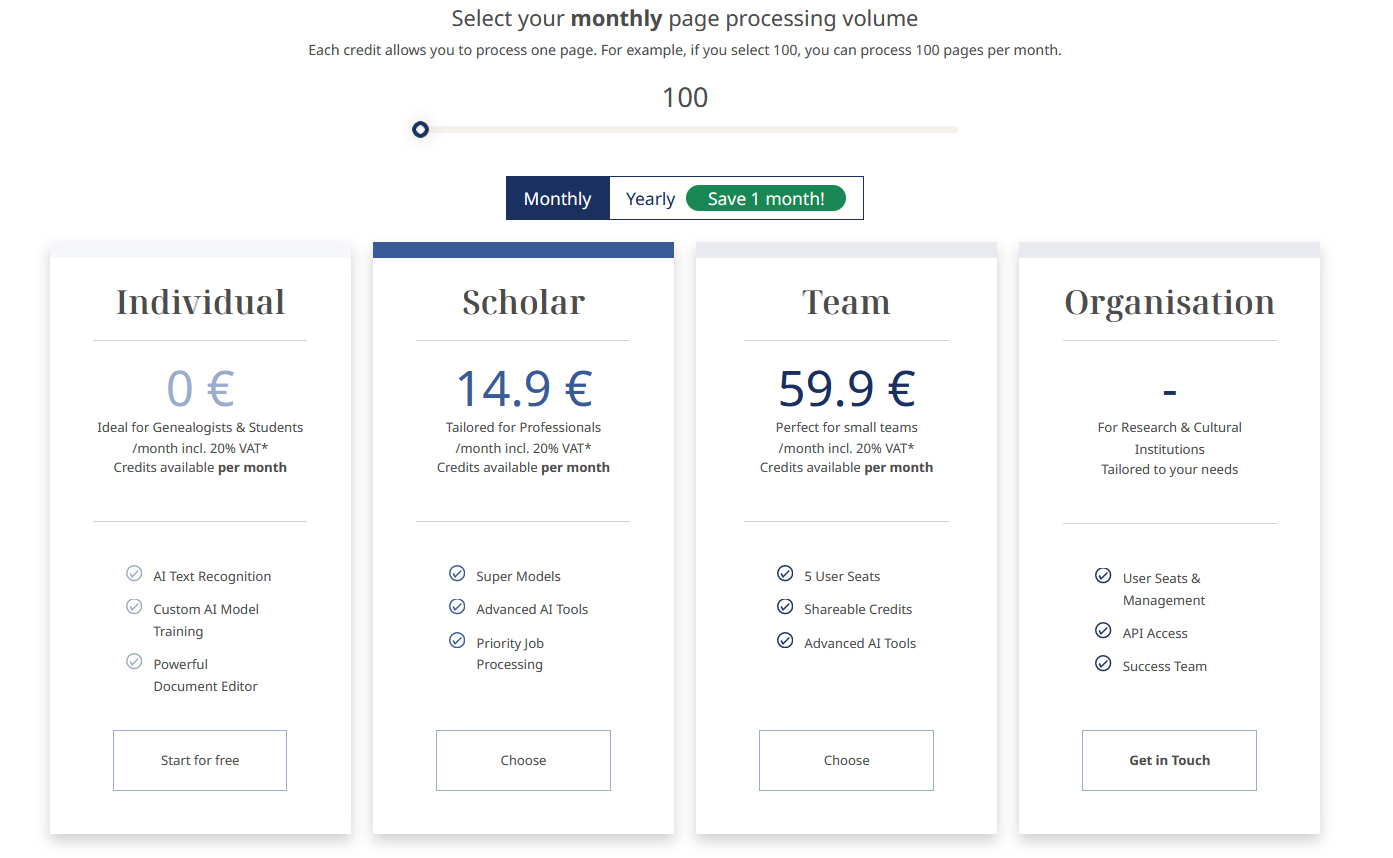 Select your monthly page processing volume
Each credit allows you to process one page. For example, if you select 100, you can process 100 pages per month.
100
Monthly
Yearly
Save 1 month!
Individual
0 €
Ideal for Genealogists & Students
/month incl. 20% VAT*
Credits available per month
AI Text Recognition
Custom AI Model
Training
Powerful
Document Editor
Start for free
Scholar
14.9 €
Tailored for Professionals
/month incl. 20% VAT*
Credits available per month
Super Models
Advanced AI Tools
Priority Job
Processing
Choose
Team
59.9 €
Perfect for small teams
/month incl. 20% VAT*
Credits available per month
5 User Seats
Shareable Credits
Advanced AI Tools
Choose
Organisation
-
For Research & Cultural
Institutions
Tailored to your needs
User Seats &
Management
API Access
Success Team
Get in Touch